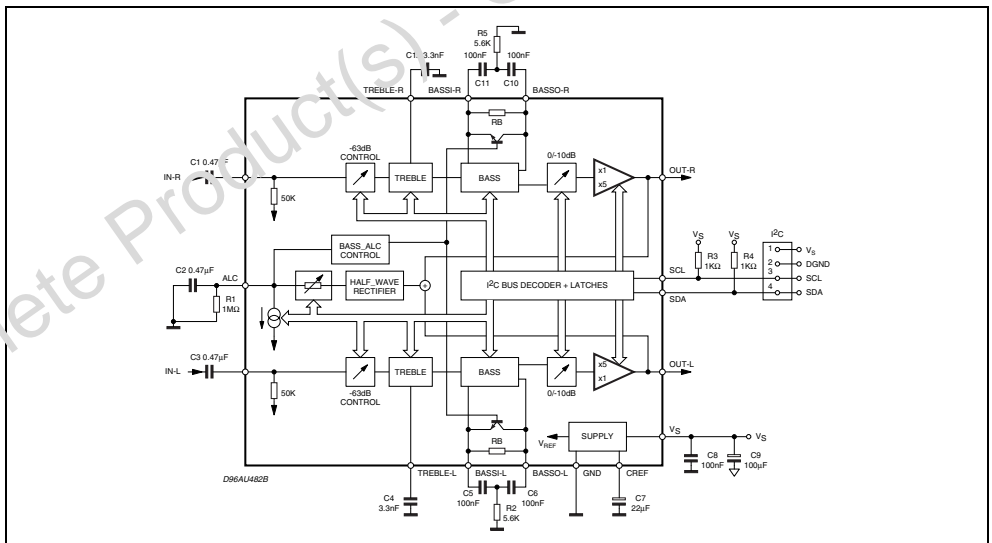 R5
5.6K
3.3nF
100nF
100nF
C11
C10
TREBLE-R
BASSI-R
BASSO-R
RB
-63dB
CONTROL
0/-10dB
C1 0.47µF
IN-R
50K
TREBLE
BASS
x1
x5
OUT-R
BASS_ALC
CONTROL
C2 0.47µF
ALC
R1
1MΩ
HALF_WAVE
RECTIFIER
+
I²C BUS DECODER + LATCHES
SCL
SDA
VS
VS
R3
1KΩ
R4
1KΩ
I²C
1
VS
2
DGND
3
SCL
4
SDA
C3 0.47µF
IN-L
50K
TREBLE
BASS
x5
x1
OUT-L
-63dB
CONTROL
0/-10dB
RB
VREF
SUPPLY
VS
VS
C8
100nF
C9
100µF
TREBLE-L
BASSI-L
BASSO-L
GND
CREF
D96AU482B
C4
3.3nF
C5
100nF
C6
100nF
R2
5.6K
C7
22µF
lete Product(s) -